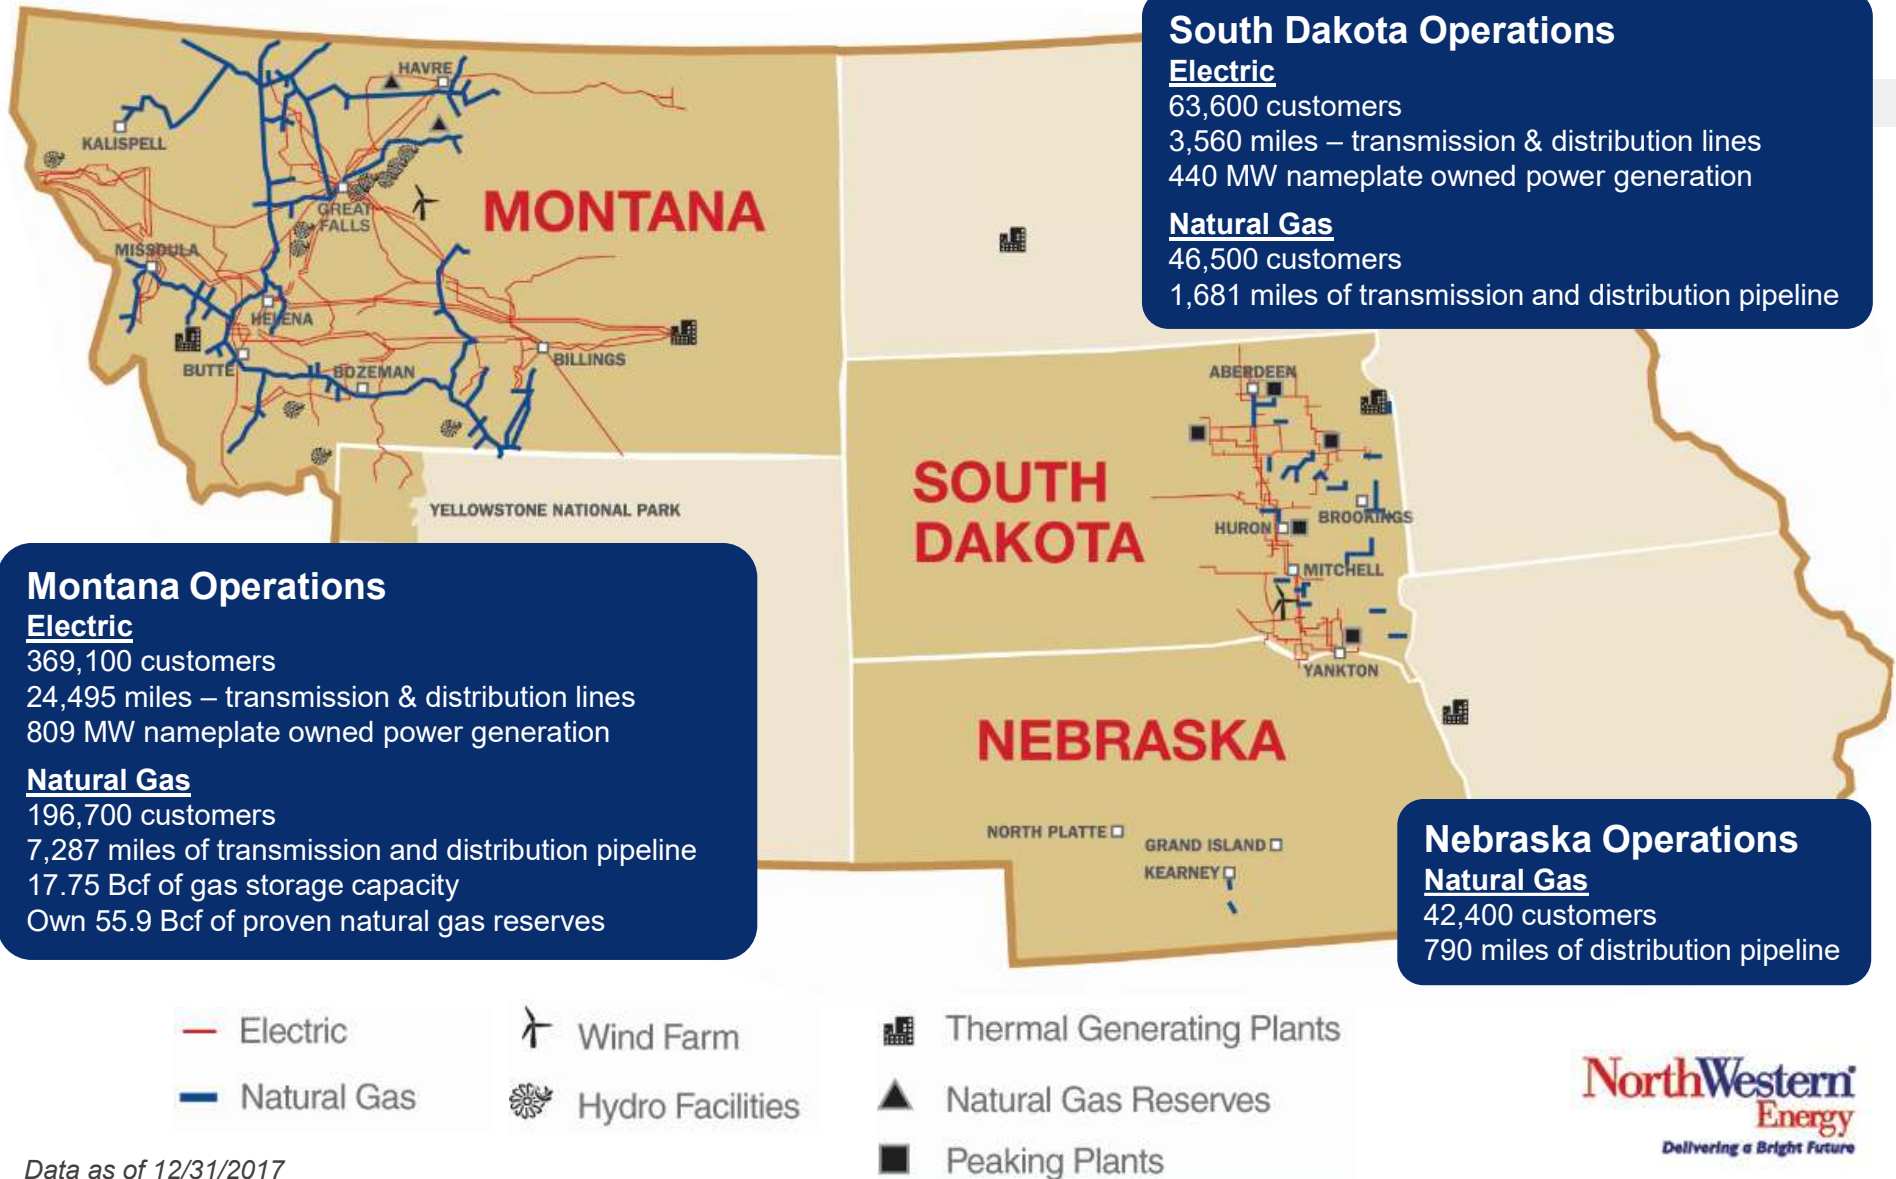 South Dakota Operations
Electric
63,600 customers
3,560 miles – transmission & distribution lines
440 MW nameplate owned power generation
Natural Gas
46,500 customers
1,681 miles of transmission and distribution pipeline
HAVRE
KALISPELL
MONTANA
GREAT
FALLS
MISSOULA
HELENA
BILLINGS
BUTTE
BOZEMAN
YELLOWSTONE NATIONAL PARK
ABERDEEN
SOUTH
DAKOTA
BROOKINGS
HURON
MITCHELL
YANKTON
Montana Operations
Electric
369,100 customers
24,495 miles – transmission & distribution lines
809 MW nameplate owned power generation
Natural Gas
196,700 customers
7,287 miles of transmission and distribution pipeline
17.75 Bcf of gas storage capacity
Own 55.9 Bcf of proven natural gas reserves
NEBRASKA
NORTH PLATTE
GRAND ISLAND
KEARNEY
Nebraska Operations
Natural Gas
42,400 customers
790 miles of distribution pipeline
Electric
Natural Gas
Wind Farm
Hydro Facilities
Thermal Generating Plants
Natural Gas Reserves
Peaking Plants
NorthWestern
Energy
Delivering a Bright Future
Data as of 12/31/2017